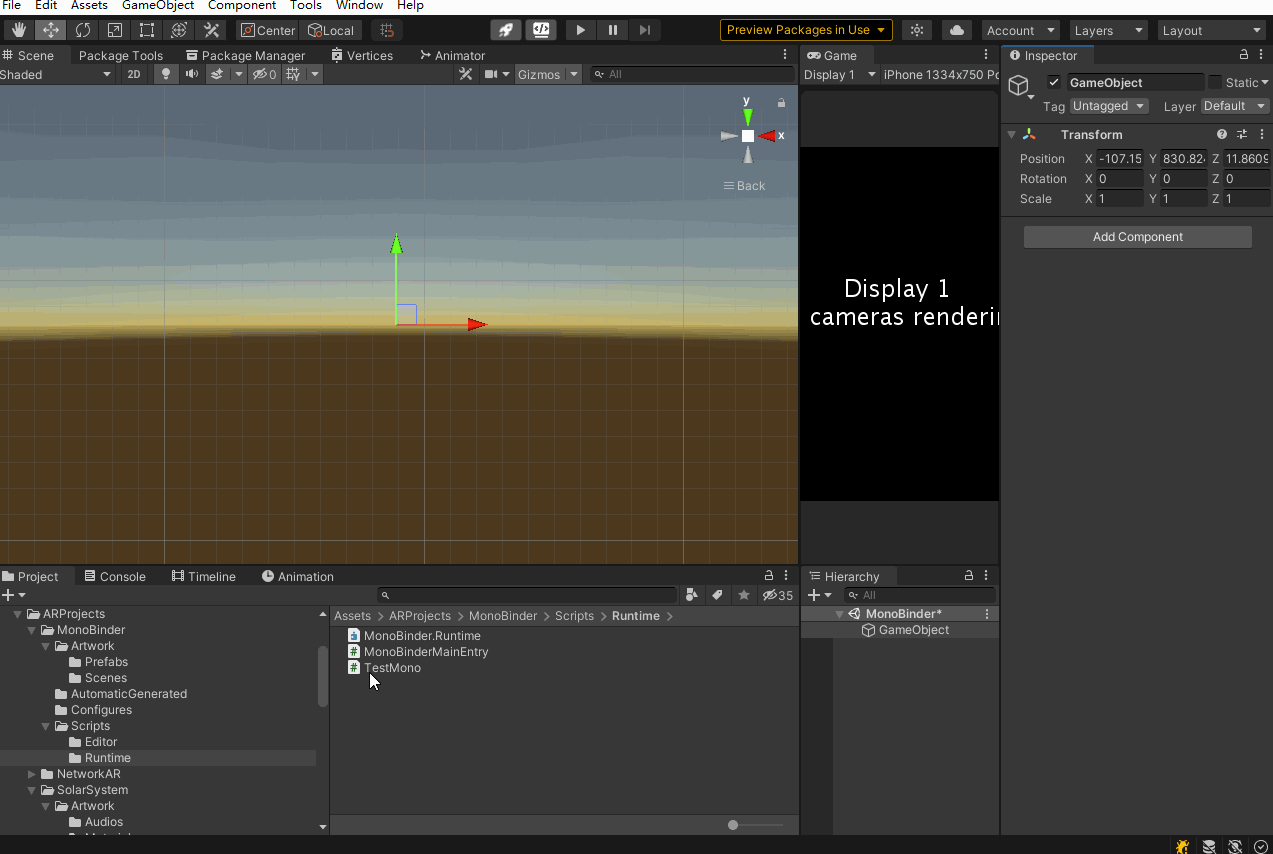 File Edit Assets GameObject Component Tools Window Help
Center Local Preview Packages in Use Account Layers Layout
Scene Package Tools Package Manager Vertices Animator
Shaded 2D 0 Gizmos All
y
x
Back
Game
Display 1 iPhone 1334x750
Display 1
cameras
Inspector
GameObject Static
Tag Untagged Layer Default
Transform
Position X -107.15 Y 830.82 Z 11.8609
Rotation X 0 Y 0 Z 0
Scale X 1 Y 1 Z 1
Add Component
Project Console Timeline Animation
35
ARProjects
MonoBinder
Artwork
Prefabs
Scenes
AutomaticGenerated
Configures
Scripts
Editor
Runtime
NetworkAR
SolarSystem
Artwork
Audios
Assets > ARProjects > MonoBinder > Scripts > Runtime >
MonoBinder.Runtime
MonoBinderMainEntry
TestMono
Hierarchy
All
MonoBinder*
GameObject